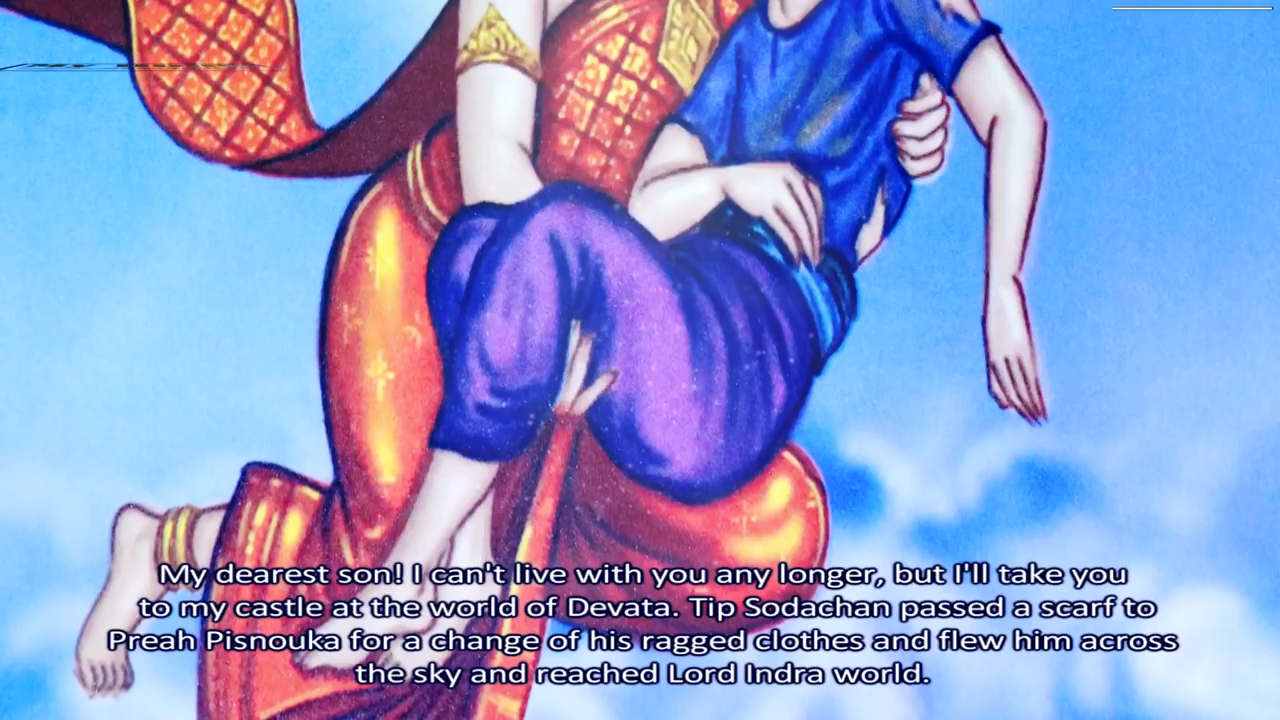 My dearest son! I can't live with you any longer, but I'll take you
to my castle at the world of Devata. Tip Sodachan passed a scarf to
Preah Pisnouka for a change of his ragged clothes and flew him across
the sky and reached Lord Indra world.